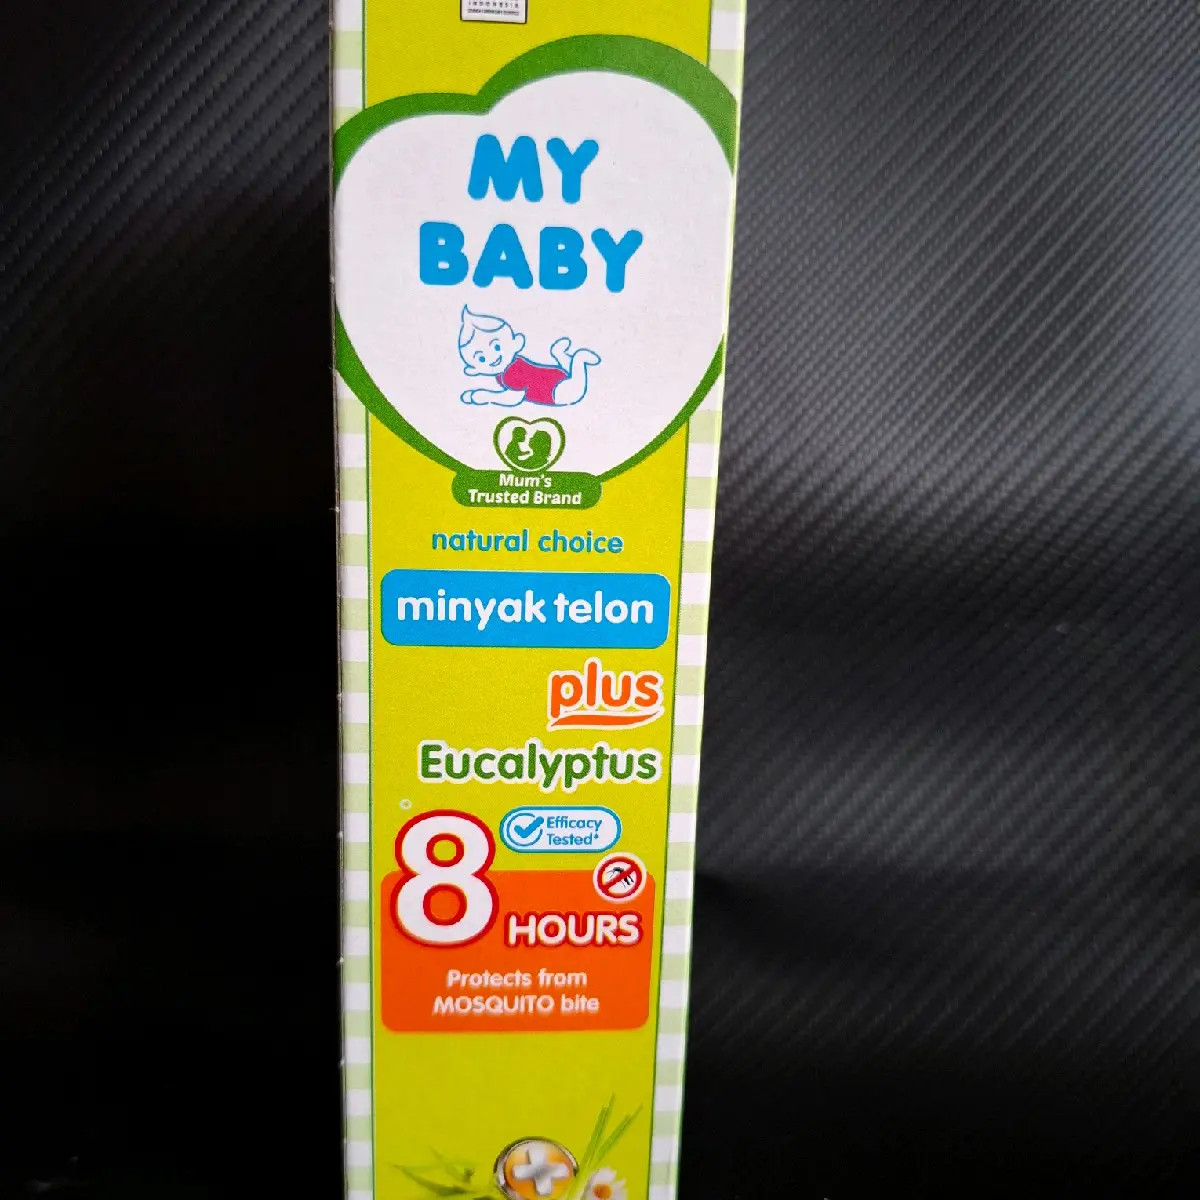 INDONESIA
MY
BABY
Mum's
Trusted Brand
natural choice
minyak telon
plus
Eucalyptus
Efficacy
Tested*
8
HOURS
Protects from
MOSQUITO bite